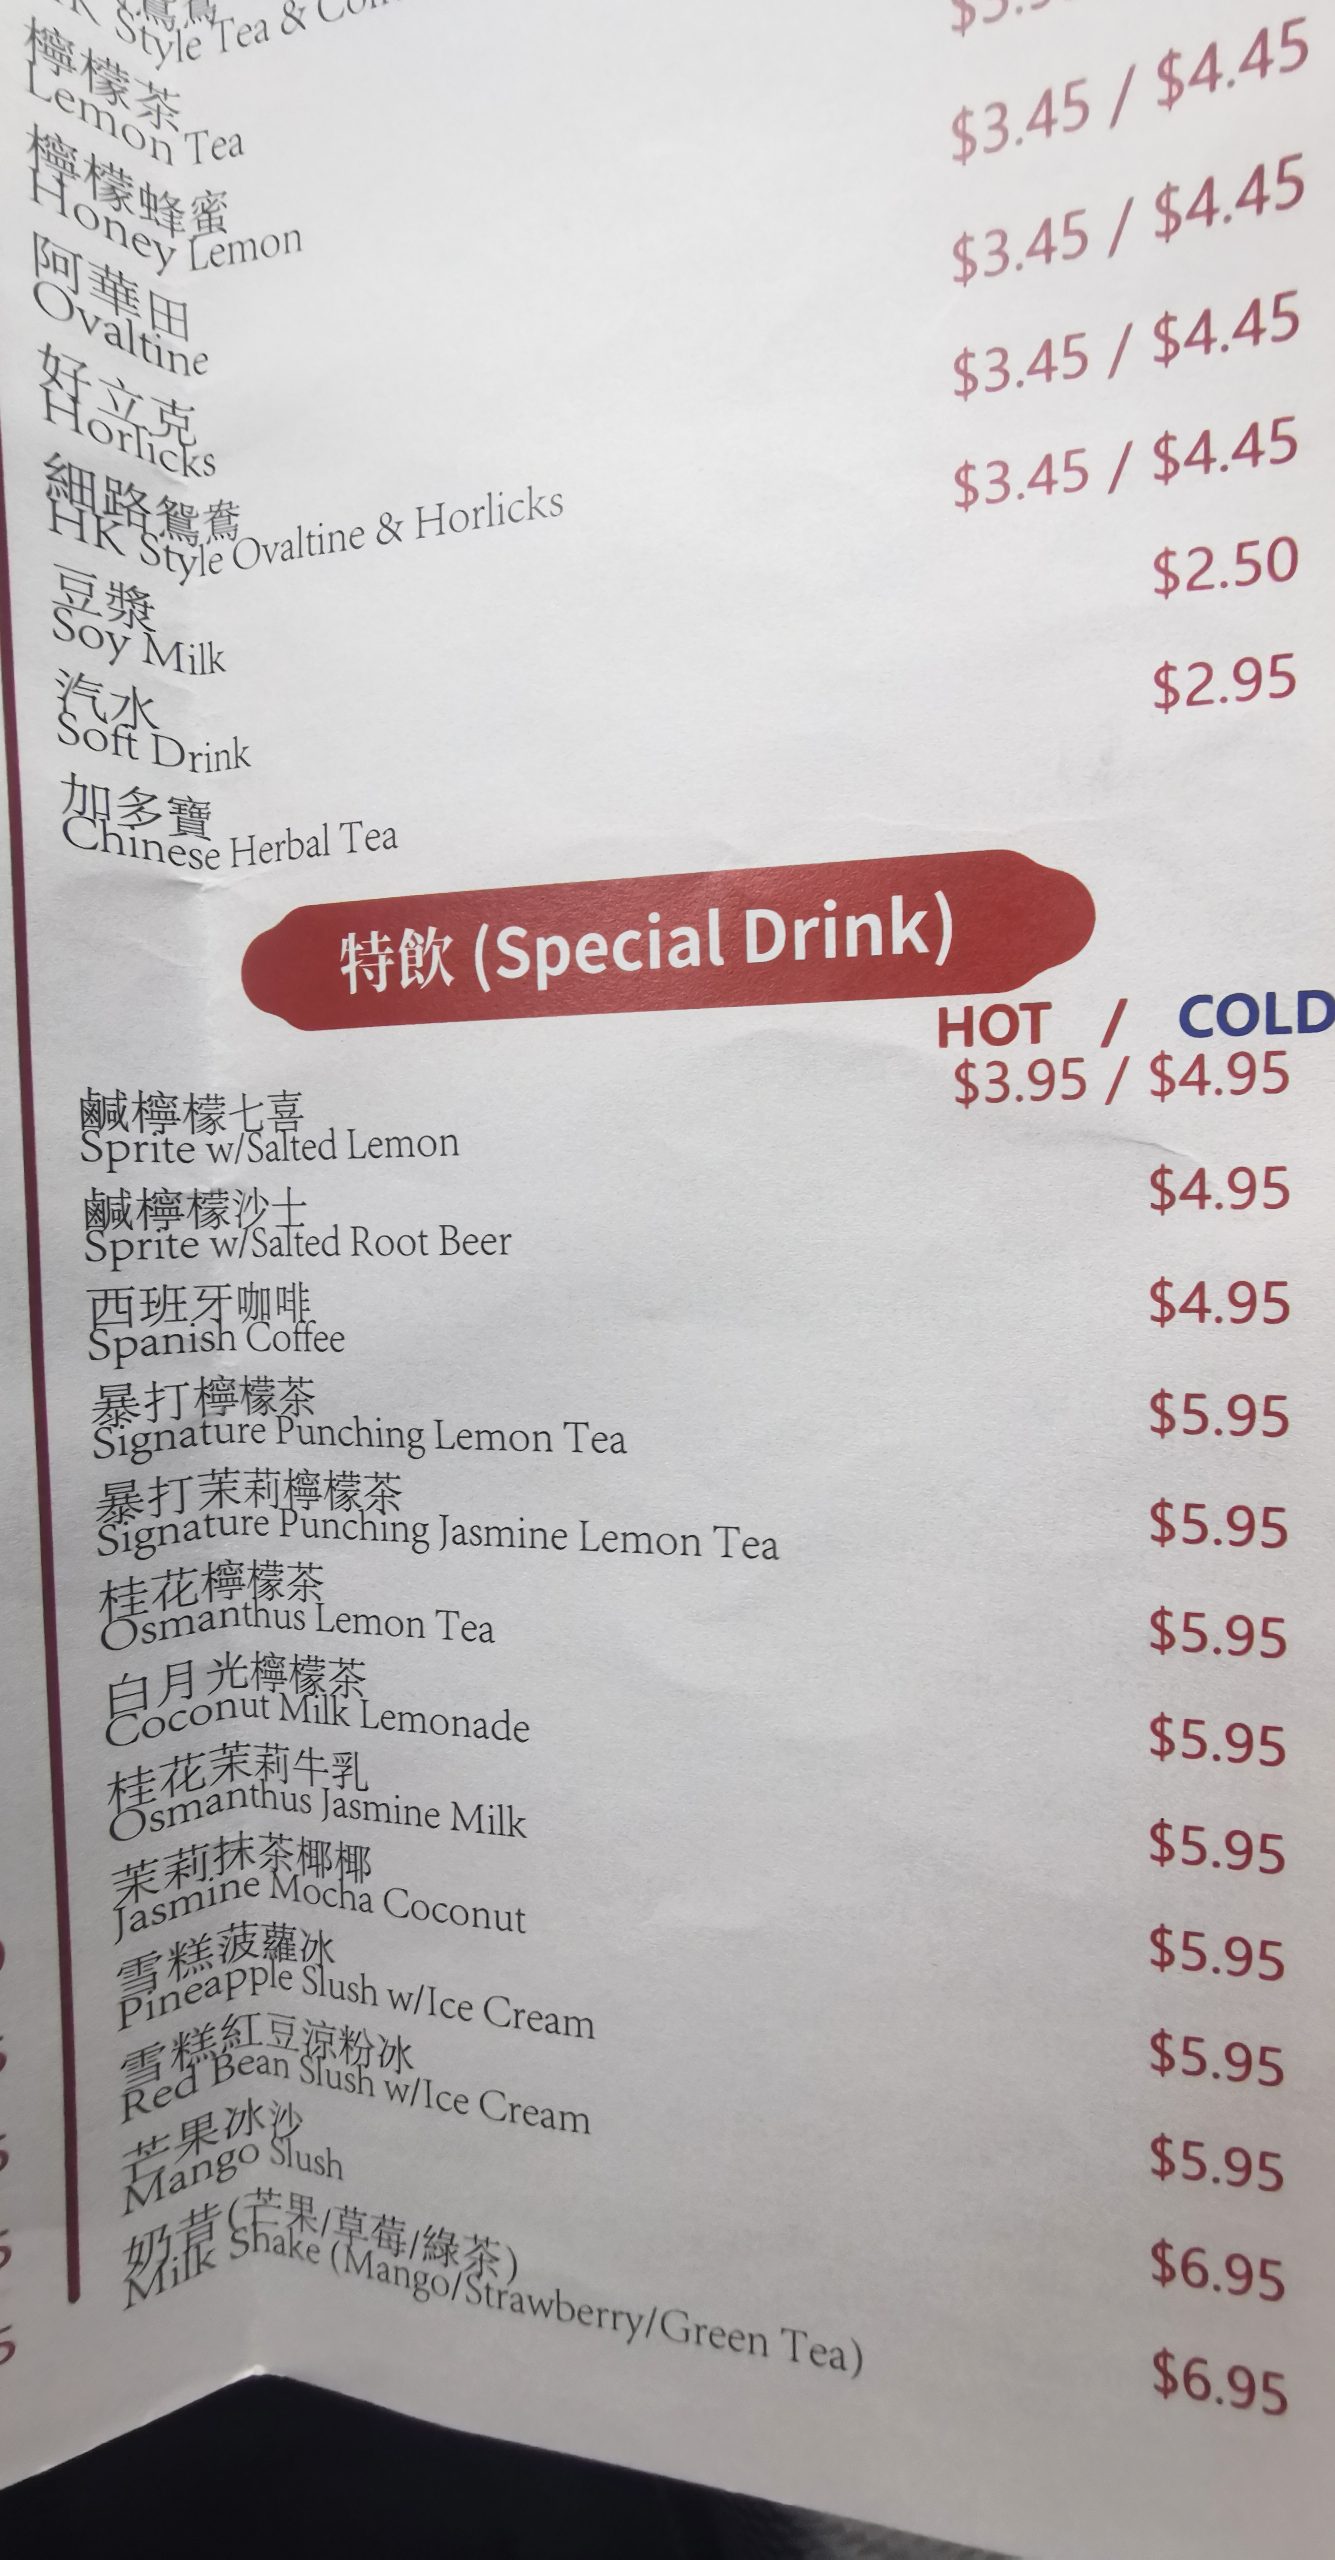 鴛鴦
HK Style Tea &
檸檬茶
Lemon Tea
$3.45 / $4.45
檸檬蜂蜜
Honey Lemon
$3.45 / $4.45
阿華田
Ovaltine
$3.45 / $4.45
好立克
Horlicks
$3.45 / $4.45
細路鴛鴦
HK Style Ovaltine & Horlicks
$2.50
豆漿
Soy Milk
$2.95
汽水
Soft Drink
加多寶
Chinese Herbal Tea
特飲 (Special Drink)
HOT / COLD
$3.95 / $4.95
鹹檸檬七喜
Sprite w/Salted Lemon
$4.95
鹹檸檬沙士
Sprite w/Salted Root Beer
$4.95
西班牙咖啡
Spanish Coffee
$5.95
暴打檸檬茶
Signature Punching Lemon Tea
$5.95
暴打茉莉檸檬茶
Signature Punching Jasmine Lemon Tea
$5.95
桂花檸檬茶
Osmanthus Lemon Tea
$5.95
白月光檸檬茶
Coconut Milk Lemonade
$5.95
桂花茉莉牛乳
Osmanthus Jasmine Milk
$5.95
茉莉抹茶椰椰
Jasmine Mocha Coconut
$5.95
雪糕菠蘿冰
Pineapple Slush w/Ice Cream
$5.95
雪糕紅豆涼粉冰
Red Bean Slush w/Ice Cream
芒果冰沙
Mango Slush
$6.95
奶昔(芒果/草莓/綠茶)
Milk Shake (Mango/Strawberry/Green Tea)
$6.95